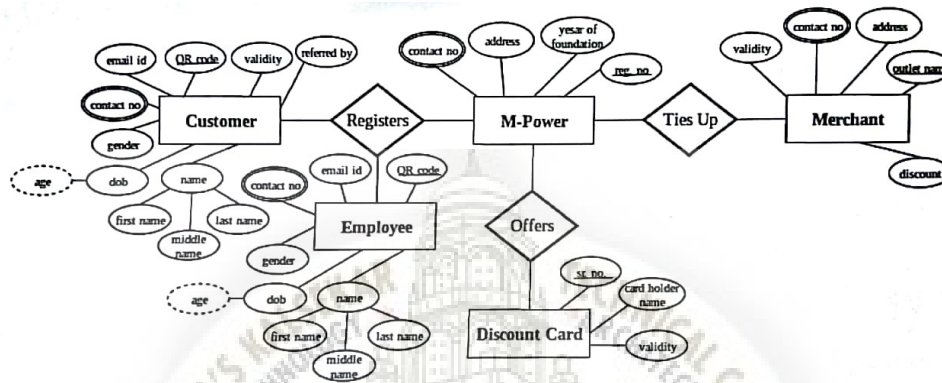 email id
QR code
validity
referred by
contact no
Customer
gender
age
dob
name
first name
middle
name
last name
Registers
contact no
address
yesar of
foundation
reg. no
M-Power
Ties Up
validity
contact no
address
outlet nam
Merchant
discount
contact no
email id
QR code
Employee
gender
age
dob
name
first name
middle
name
last name
Offers
sr. no.
card holder
name
Discount Card
validity